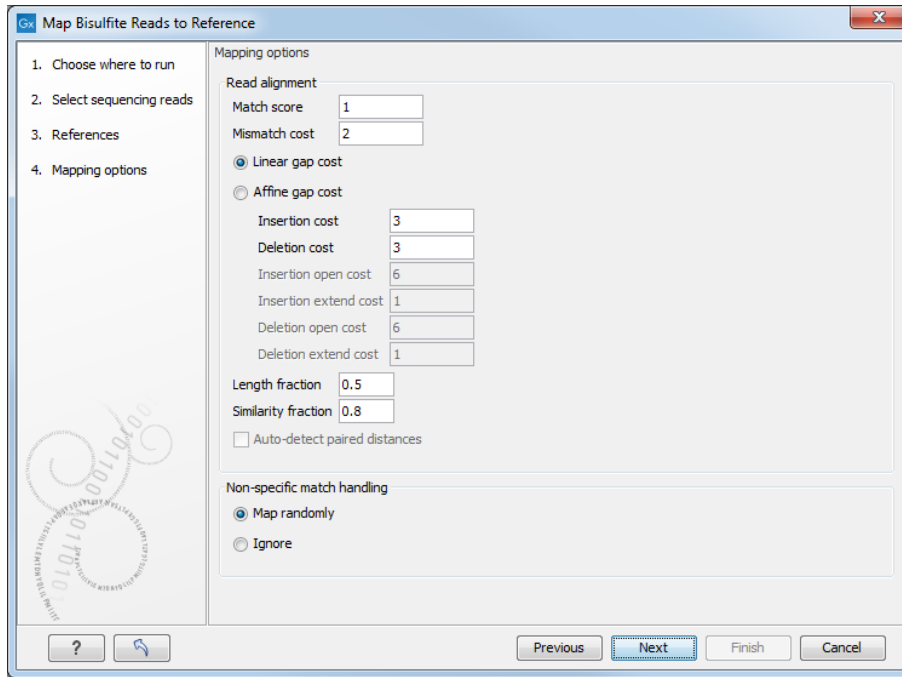 Gx Map Bisulfite Reads to Reference
x
1. Choose where to run
2. Select sequencing reads
3. References
4. Mapping options
Mapping options
Read alignment
Match score 1
Mismatch cost 2
Linear gap cost
Affine gap cost
Insertion cost 3
Deletion cost 3
Insertion open cost 6
Insertion extend cost 1
Deletion open cost 6
Deletion extend cost 1
Length fraction 0.5
Similarity fraction 0.8
Auto-detect paired distances
Non-specific match handling
Map randomly
Ignore
? Previous Next Finish Cancel